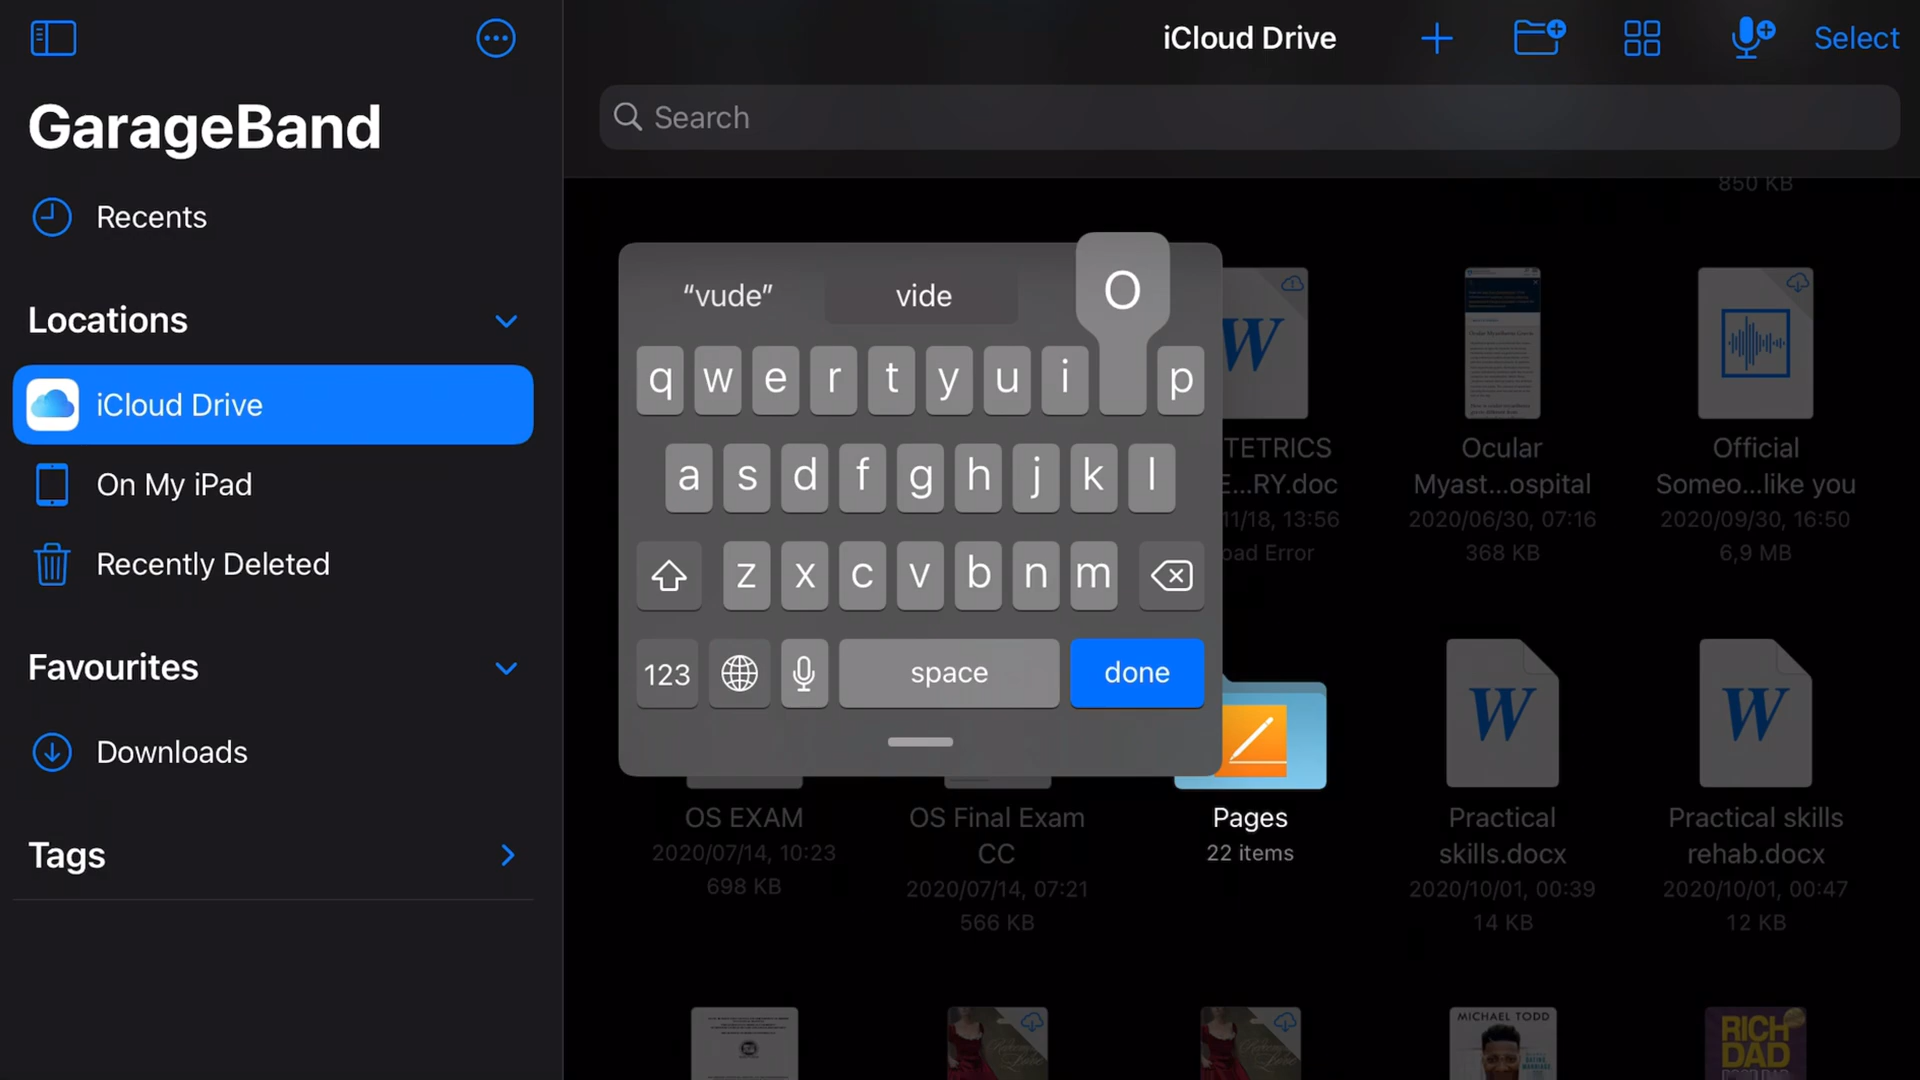 GarageBand
Recents
Locations
iCloud Drive
On My iPad
Recently Deleted
Favourites
Downloads
Tags
iCloud Drive
Select
Search
850 KB
“vude” vide
O
q w e r t y u i p
a s d f g h j k l
z x c v b n m
123 space done
W
TETRICS
E...RY.doc
11/18, 13:56
oad Error
Ocular
Myast...ospital
2020/06/30, 07:16
368 KB
Official
Someo...like you
2020/09/30, 16:50
6,9 MB
OS EXAM
2020/07/14, 10:23
698 KB
OS Final Exam
CC
2020/07/14, 07:21
566 KB
Pages
22 items
W
Practical
skills.docx
2020/10/01, 00:39
14 KB
W
Practical skills
rehab.docx
2020/10/01, 00:47
12 KB
MICHAEL TODD
RICH
DAD